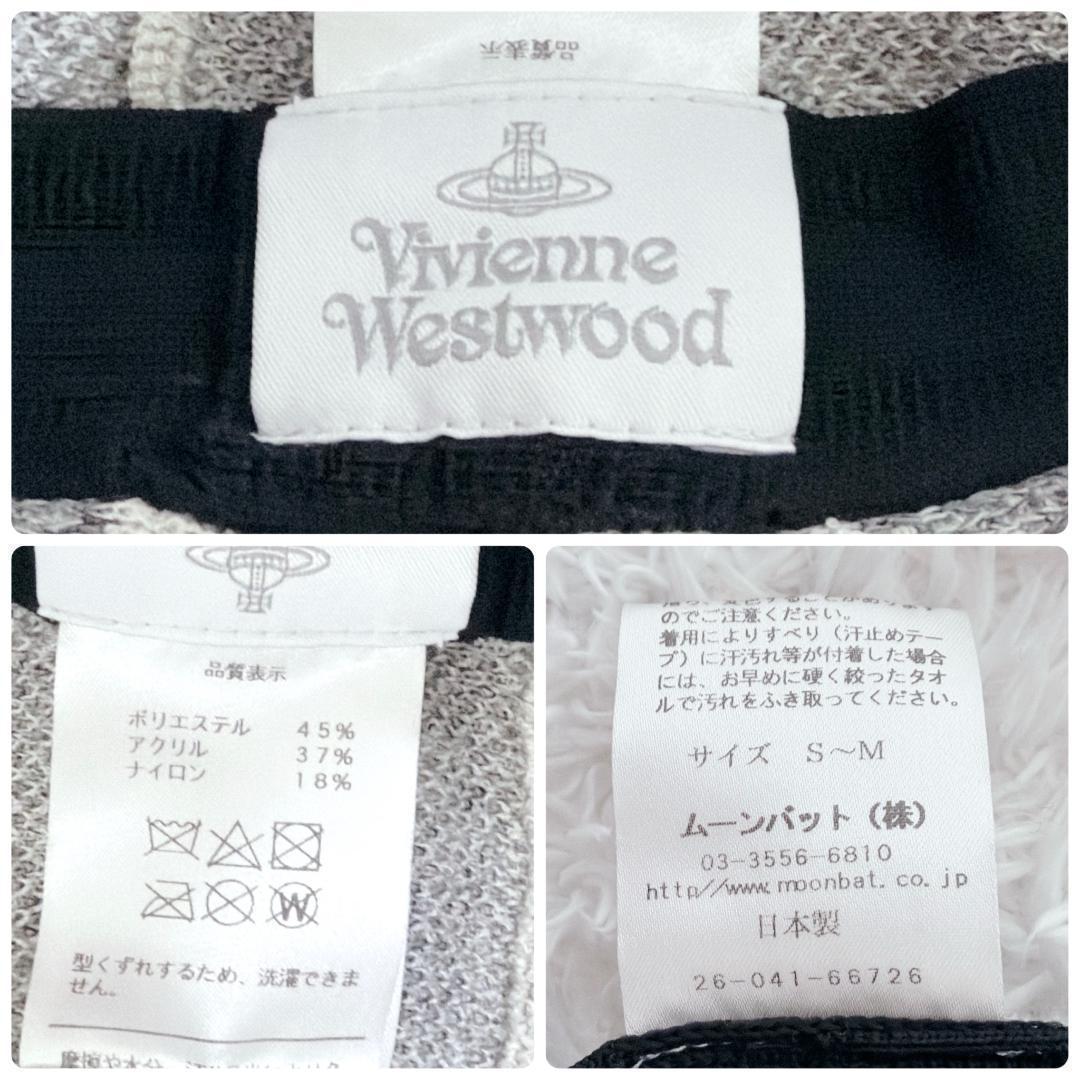 品質表示
Vivienne
Westwood
品質表示
ポリエステル 45%
アクリル 37%
ナイロン 18%
W
型くずれするため、洗濯できま
せん。
摩擦や水分、汗
のでご注意ください。
着用によりすべり（汗止めテー
プ）に汗汚れ等が付着した場合
には、お早めに硬く絞ったタオ
ルで汚れをふき取ってください。
サイズ S～M
ムーンバット（株）
03-3556-6810
http//www.moonbat.co.jp
日本製
26-041-66726